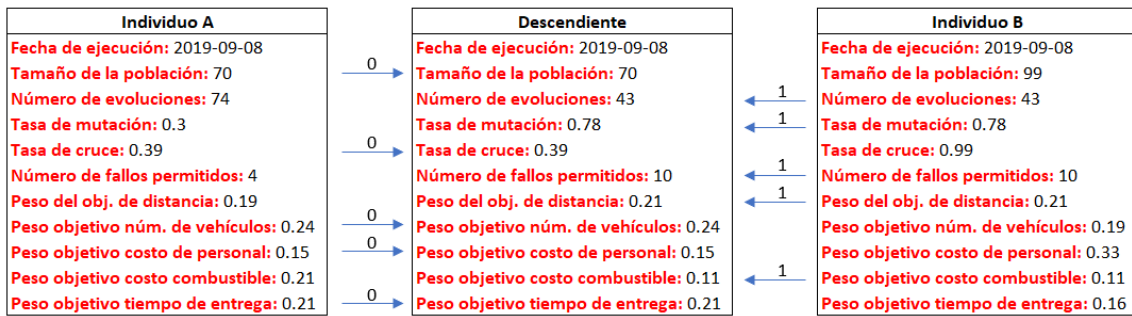 Individuo A
Fecha de ejecución: 2019-09-08
Tamaño de la población: 70
Número de evoluciones: 74
Tasa de mutación: 0.3
Tasa de cruce: 0.39
Número de fallos permitidos: 4
Peso del obj. de distancia: 0.19
Peso objetivo núm. de vehículos: 0.24
Peso objetivo costo de personal: 0.15
Peso objetivo costo combustible: 0.21
Peso objetivo tiempo de entrega: 0.21
0
0
0
0
0
Descendiente
Fecha de ejecución: 2019-09-08
Tamaño de la población: 70
Número de evoluciones: 43
Tasa de mutación: 0.78
Tasa de cruce: 0.39
Número de fallos permitidos: 10
Peso del obj. de distancia: 0.21
Peso objetivo núm. de vehículos: 0.24
Peso objetivo costo de personal: 0.15
Peso objetivo costo combustible: 0.11
Peso objetivo tiempo de entrega: 0.21
1
1
1
1
1
Individuo B
Fecha de ejecución: 2019-09-08
Tamaño de la población: 99
Número de evoluciones: 43
Tasa de mutación: 0.78
Tasa de cruce: 0.99
Número de fallos permitidos: 10
Peso del obj. de distancia: 0.21
Peso objetivo núm. de vehículos: 0.19
Peso objetivo costo de personal: 0.33
Peso objetivo costo combustible: 0.11
Peso objetivo tiempo de entrega: 0.16